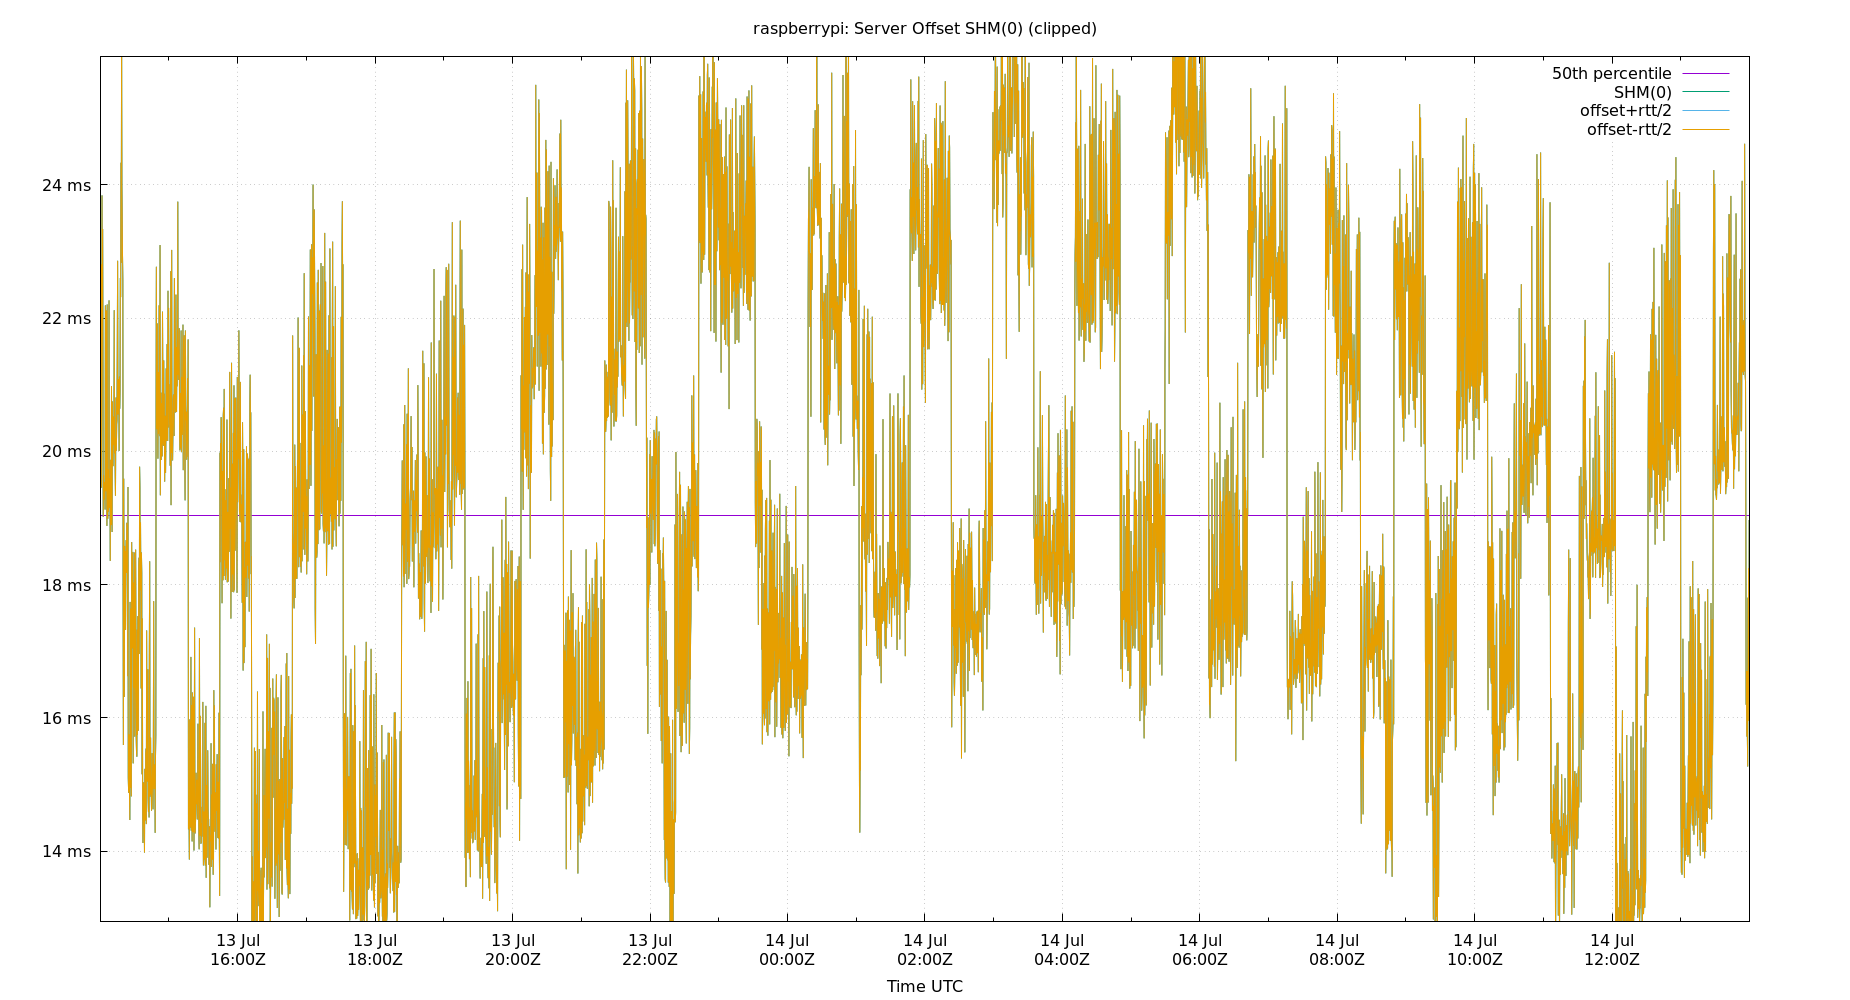 raspberrypi: Server Offset SHM(0) (clipped)
50th percentile
SHM(0)
offset+rtt/2
offset-rtt/2
24 ms
22 ms
20 ms
18 ms
16 ms
14 ms
13 Jul 13 Jul 13 Jul 13 Jul 14 Jul 14 Jul 14 Jul 14 Jul 14 Jul 14 Jul 14 Jul
16:00Z 18:00Z 20:00Z 22:00Z 00:00Z 02:00Z 04:00Z 06:00Z 08:00Z 10:00Z 12:00Z
Time UTC